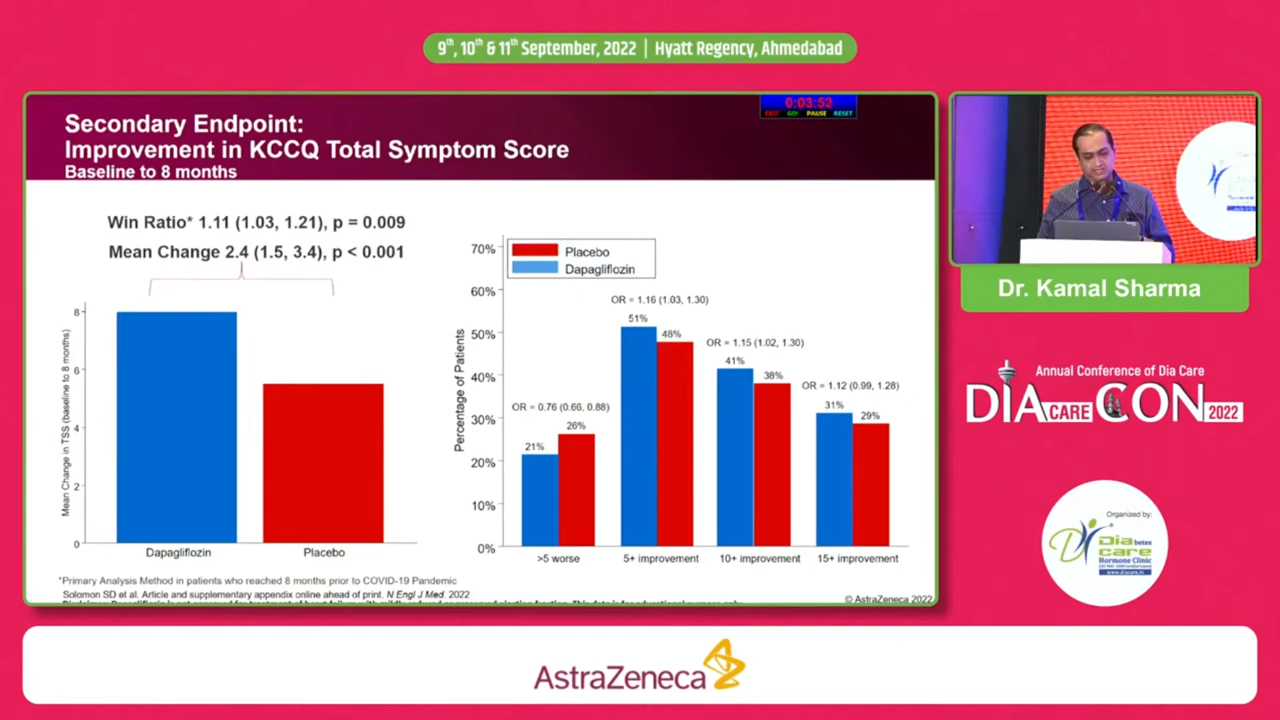 9th, 10th & 11th September, 2022 | Hyatt Regency, Ahmedabad
0:03:52
EXIT GO! PAUSE RESET
Secondary Endpoint:
Improvement in KCCQ Total Symptom Score
Baseline to 8 months
Win Ratio* 1.11 (1.03, 1.21), p = 0.009
Mean Change 2.4 (1.5, 3.4), p < 0.001
Mean Change in TSS (baseline to 8 months)
8
6
4
2
0
Dapagliflozin
Placebo
Percentage of Patients
70%
60%
50%
40%
30%
20%
10%
0%
Placebo
Dapagliflozin
OR = 0.76 (0.66, 0.88)
21%
26%
OR = 1.16 (1.03, 1.30)
51%
48%
OR = 1.15 (1.02, 1.30)
41%
38%
OR = 1.12 (0.99, 1.28)
31%
29%
>5 worse
5+ improvement
10+ improvement
15+ improvement
*Primary Analysis Method in patients who reached 8 months prior to COVID-19 Pandemic
Solomon SD et al. Article and supplementary appendix online ahead of print. N Engl J Med. 2022
© AstraZeneca 2022
Dr. Kamal Sharma
Annual Conference of Dia Care
DIA CARE CON 2022
Organized by:
Diabetes
care
Hormone Clinic
www.diacare.in
AstraZeneca